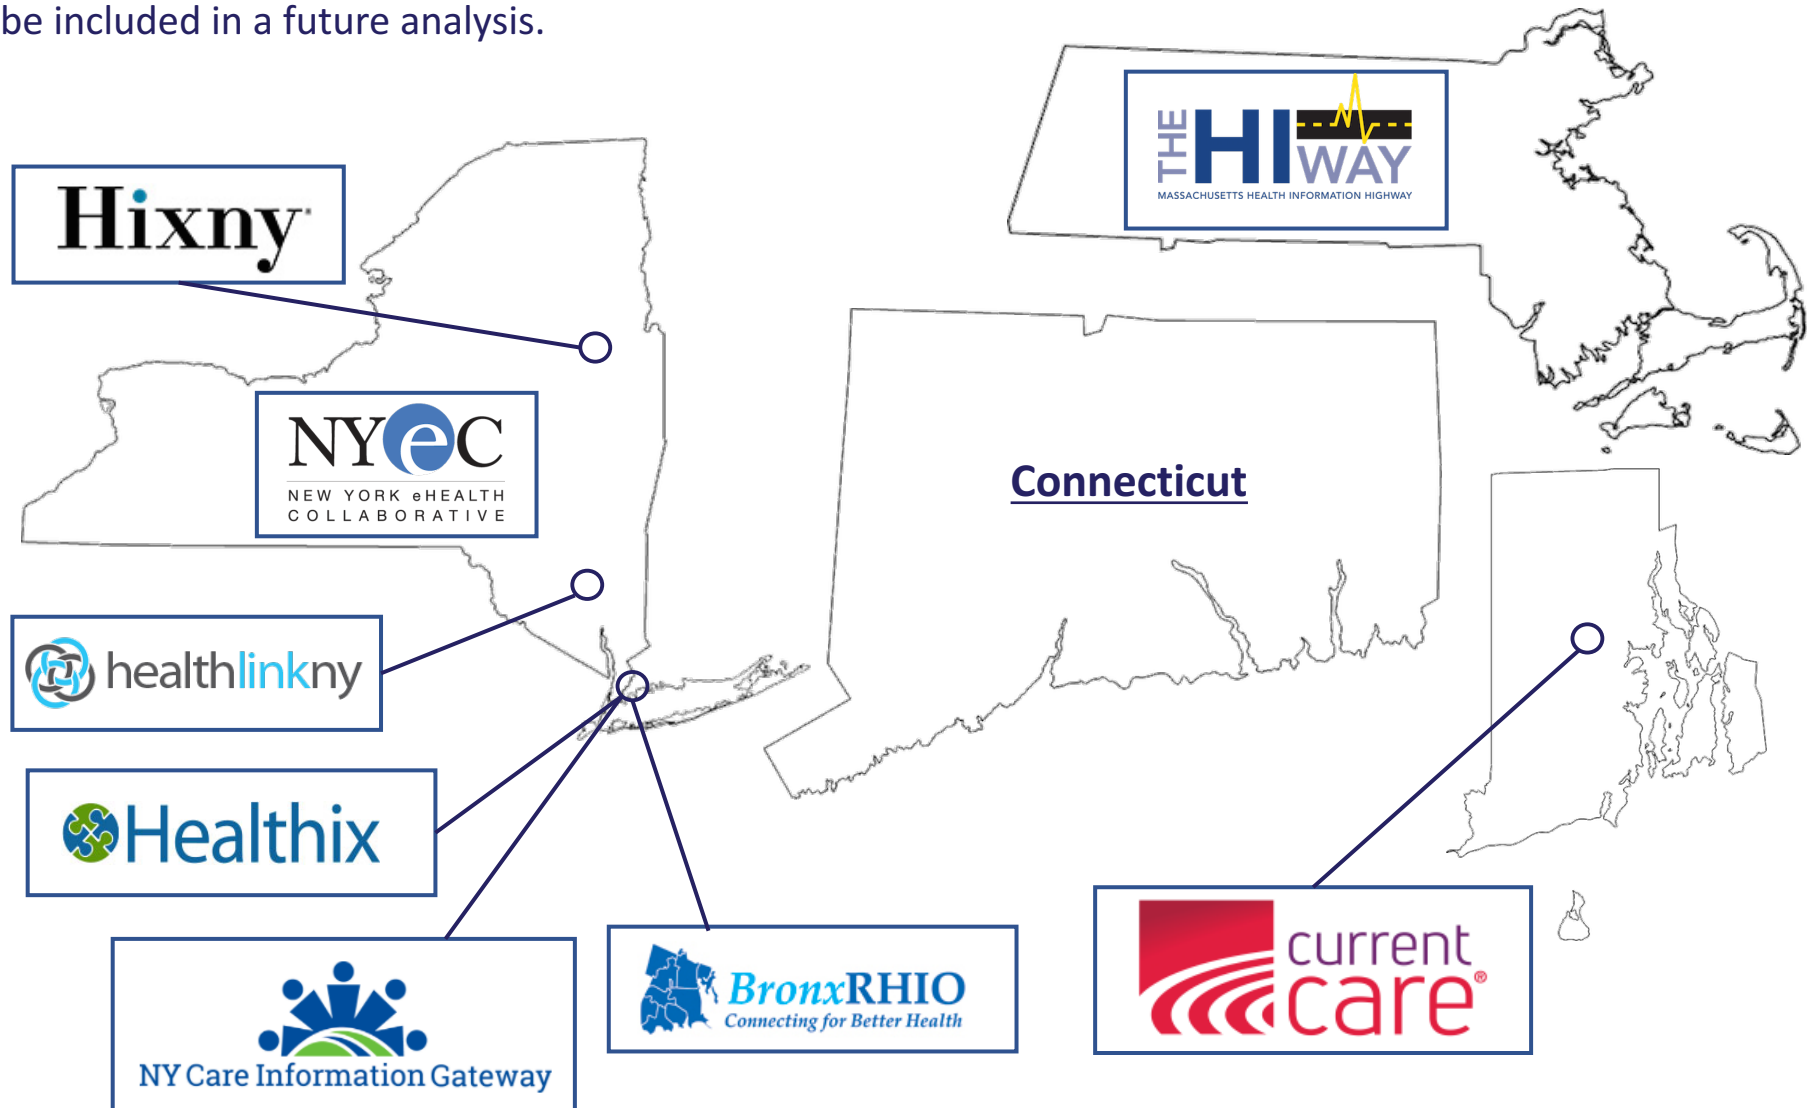 be included in a future analysis.
THE HIWAY
MASSACHUSETTS HEALTH INFORMATION HIGHWAY
Hixny
NYeC
NEW YORK eHEALTH
COLLABORATIVE
Connecticut
healthlinkny
Healthix
current
care®
BronxRHIO
Connecting for Better Health
NY Care Information Gateway